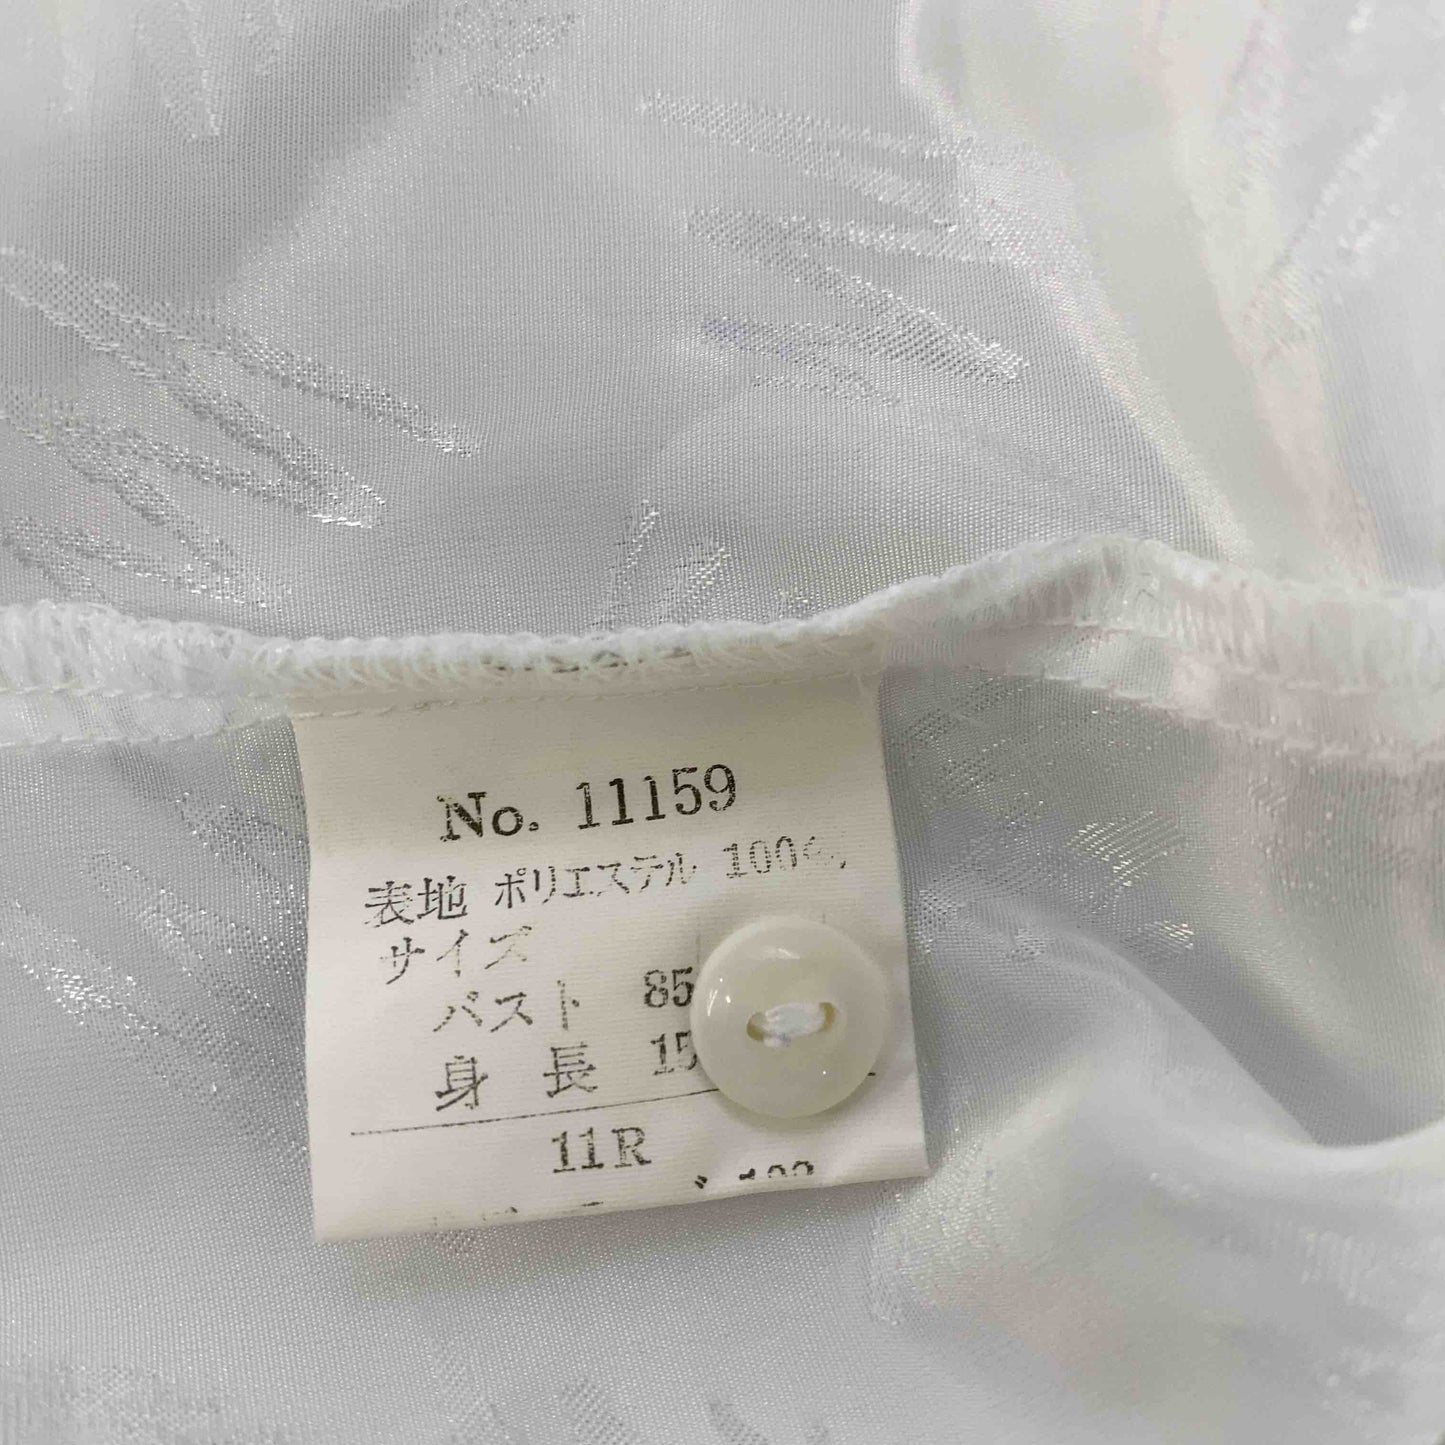 No. 11159
表地 ポリエステル 100%
サイズ
バスト 85
身 長 15
11R